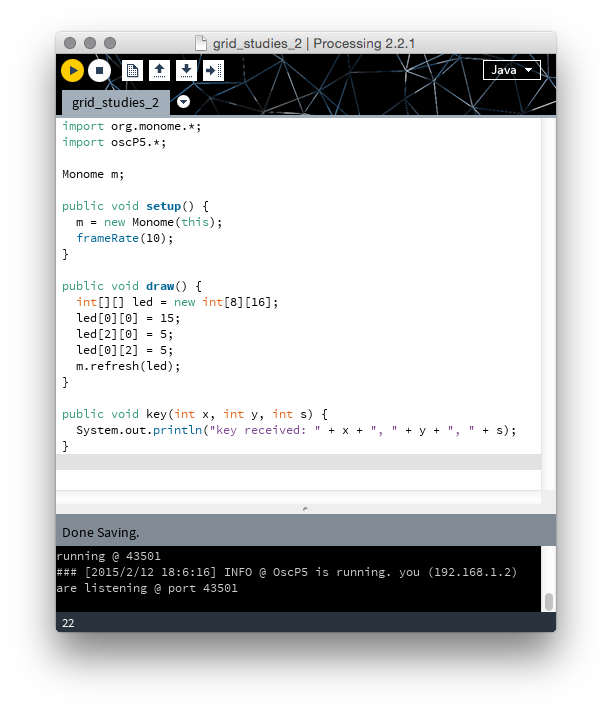 grid_studies_2 | Processing 2.2.1
Java
grid_studies_2
import org.monome.*;
import oscP5.*;
Monome m;
public void setup() {
  m = new Monome(this);
  frameRate(10);
}
public void draw() {
  int[][] led = new int[8][16];
  led[0][0] = 15;
  led[2][0] = 5;
  led[0][2] = 5;
  m.refresh(led);
}
public void key(int x, int y, int s) {
  System.out.println("key received: " + x + ", " + y + ", " + s);
}
Done Saving.
running @ 43501
### [2015/2/12 18:6:16] INFO @ OscP5 is running. you (192.168.1.2)
are listening @ port 43501
22